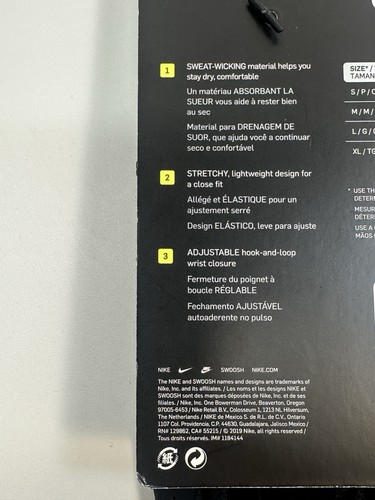 1
SWEAT-WICKING material helps you
stay dry, comfortable
Un matériau ABSORBANT LA
SUEUR vous aide à rester bien
au sec
Material para DRENAGEM DE
SUOR, que ajuda você a continuar
seco e confortável
2
STRETCHY, lightweight design for
a close fit
Allégé et ÉLASTIQUE pour un
ajustement serré
Design ELÁSTICO, leve para ajuste
3
ADJUSTABLE hook-and-loop
wrist closure
Fermeture du poignet à
boucle RÉGLABLE
Fechamento AJUSTÁVEL
autoaderente no pulso
SIZE* /
TAMAN
S / P / C
M / M /
L / G / G
XL / TG
* USE TH
DETERM
MESUR
DÉTERM
USE A
MÃOS
NIKE SWOOSH NIKE.COM
The NIKE and SWOOSH names and designs are trademarks of
Nike, Inc. and its affiliates. / Les noms et les designs NIKE et
SWOOSH sont des marques déposées de Nike, Inc. et de ses
filiales. / Nike, Inc. One Bowerman Drive, Beaverton, Oregon
97005-6453 / Nike Retail B.V., Colosseum 1, 1213 NL Hilversum,
The Netherlands / NIKE de Mexico S. de R.L. de C.V., Ontario
1107 Col. Providencia, C.P. 44630, Guadalajara, Jalisco Mexico /
RN# 129862, CA# 55215 / © 2019 Nike, all rights reserved /
Tous droits réservés. IM# 1184144
紙